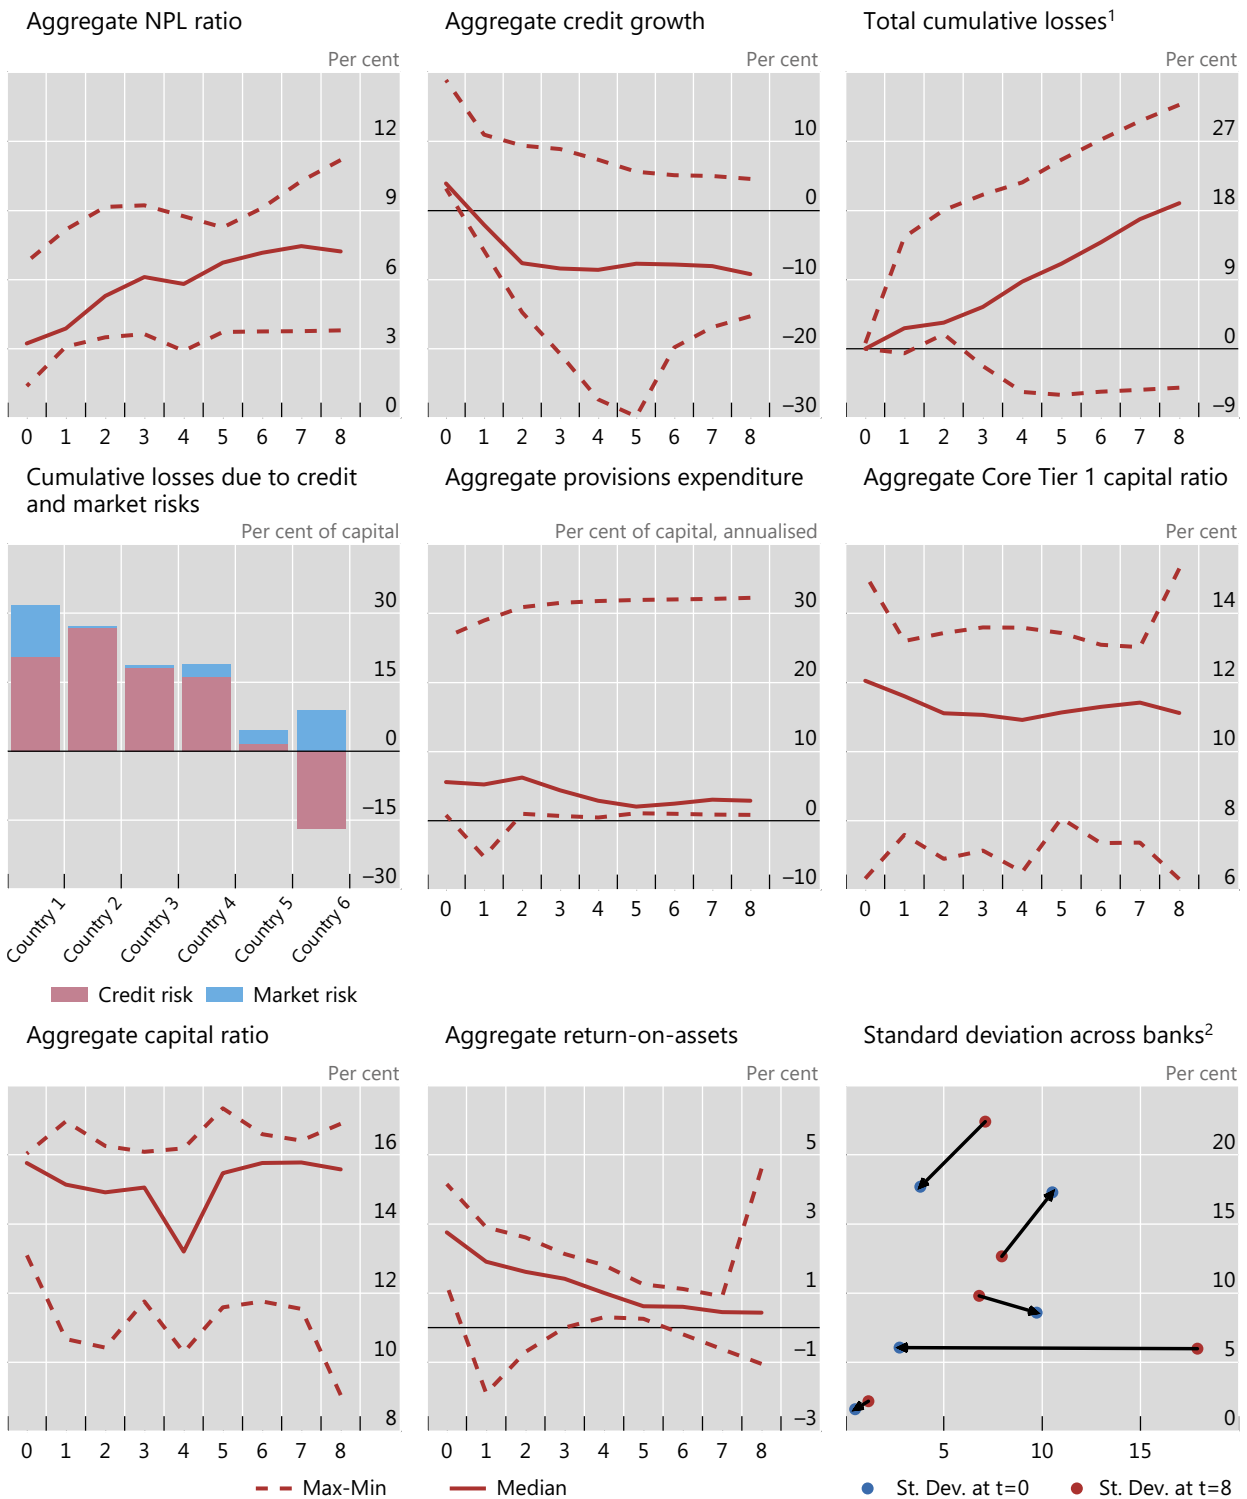 Aggregate NPL ratio
Per cent
12
9
6
3
0
0 1 2 3 4 5 6 7 8
Aggregate credit growth
Per cent
10
0
–10
–20
–30
0 1 2 3 4 5 6 7 8
Total cumulative losses¹
Per cent
27
18
9
0
–9
0 1 2 3 4 5 6 7 8
Cumulative losses due to credit
and market risks
Per cent of capital
30
15
0
–15
–30
Country 1 Country 2 Country 3 Country 4 Country 5 Country 6
Credit risk Market risk
Aggregate provisions expenditure
Per cent of capital, annualised
30
20
10
0
–10
0 1 2 3 4 5 6 7 8
Aggregate Core Tier 1 capital ratio
Per cent
14
12
10
8
6
0 1 2 3 4 5 6 7 8
Aggregate capital ratio
Per cent
16
14
12
10
8
0 1 2 3 4 5 6 7 8
Aggregate return-on-assets
Per cent
5
3
1
–1
–3
0 1 2 3 4 5 6 7 8
Standard deviation across banks²
Per cent
20
15
10
5
0
5 10 15
Max-Min Median
St. Dev. at t=0 St. Dev. at t=8